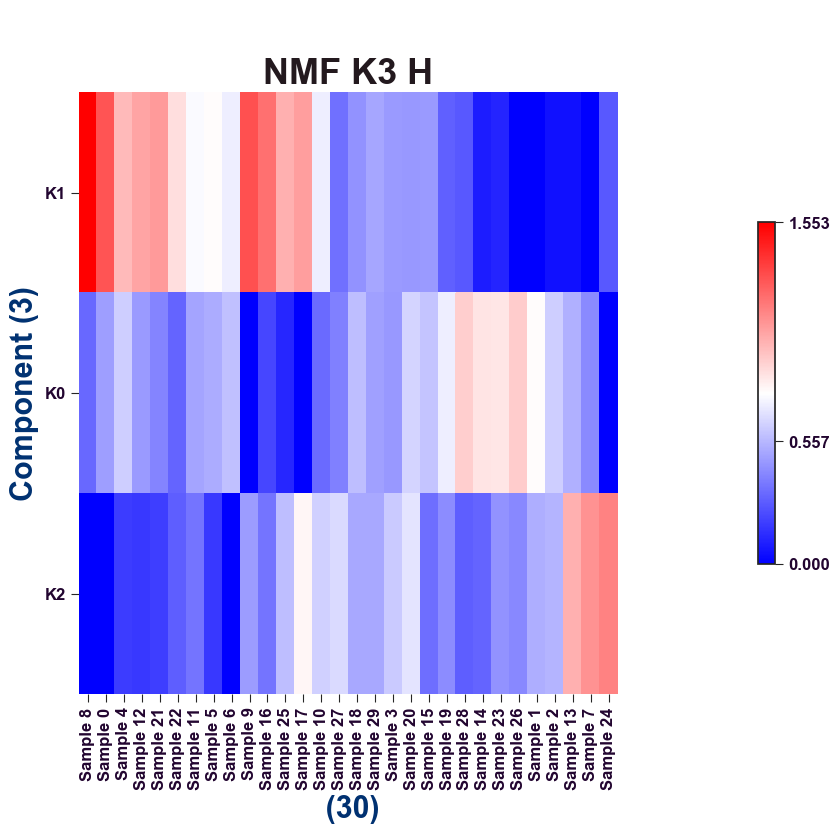 NMF K3 H
K1
K0
K2
Component (3)
1.553
0.557
0.000
Sample 8
Sample 0
Sample 4
Sample 12
Sample 21
Sample 22
Sample 11
Sample 5
Sample 6
Sample 9
Sample 16
Sample 25
Sample 17
Sample 10
Sample 27
Sample 18
Sample 29
Sample 3
Sample 20
Sample 15
Sample 19
Sample 28
Sample 14
Sample 23
Sample 26
Sample 1
Sample 2
Sample 13
Sample 7
Sample 24
(30)